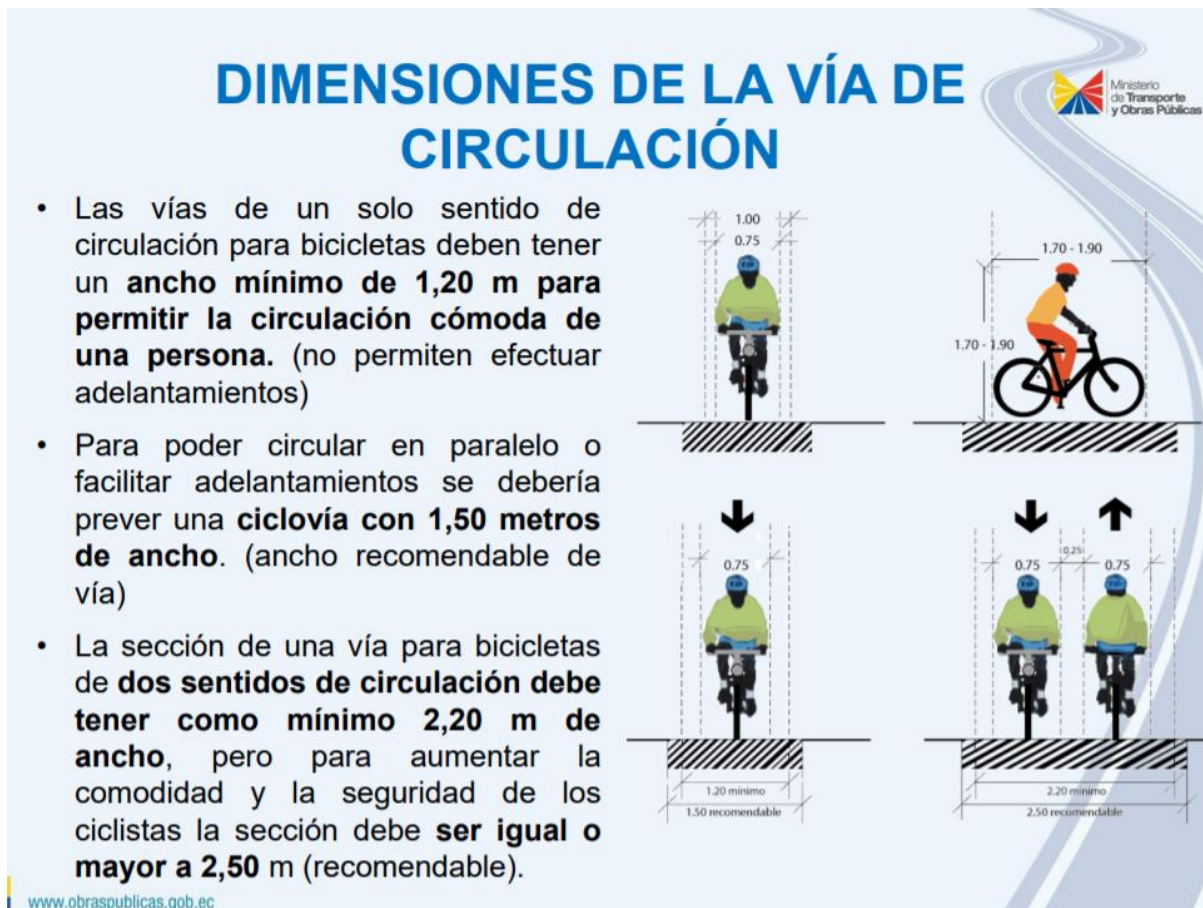 DIMENSIONES DE LA VÍA DE
CIRCULACIÓN
Ministerio
de Transporte
y Obras Públicas
• Las vías de un solo sentido de
circulación para bicicletas deben tener
un ancho mínimo de 1,20 m para
permitir la circulación cómoda de
una persona. (no permiten efectuar
adelantamientos)
• Para poder circular en paralelo o
facilitar adelantamientos se debería
prever una ciclovía con 1,50 metros
de ancho. (ancho recomendable de
vía)
• La sección de una vía para bicicletas
de dos sentidos de circulación debe
tener como mínimo 2,20 m de
ancho, pero para aumentar la
comodidad y la seguridad de los
ciclistas la sección debe ser igual o
mayor a 2,50 m (recomendable).
1.00
0.75
1.70 - 1.90
1.70 - 1.90
0.75
1.20 mínimo
1.50 recomendable
0.25
0.75 0.75
2.20 mínimo
2.50 recomendable
www.obraspublicas.gob.ec